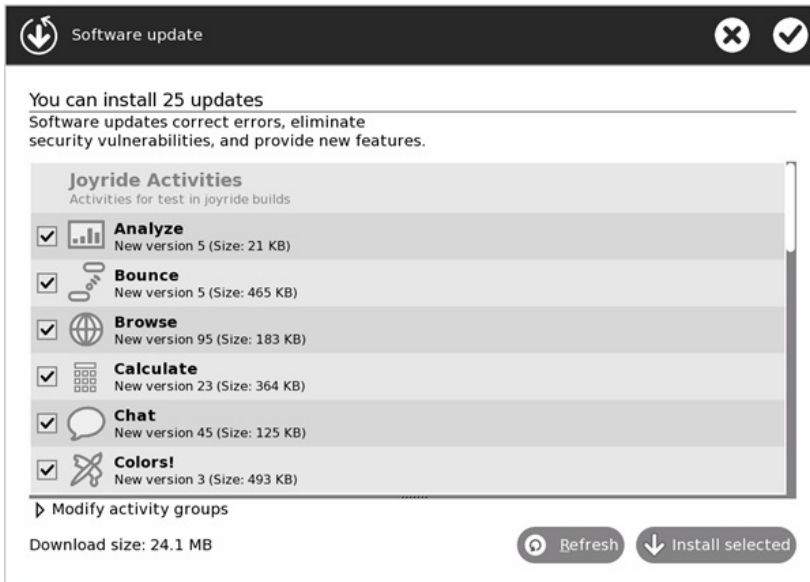 Software update
You can install 25 updates
Software updates correct errors, eliminate
security vulnerabilities, and provide new features.
Joyride Activities
Activities for test in joyride builds
Analyze
New version 5 (Size: 21 KB)
Bounce
New version 5 (Size: 465 KB)
Browse
New version 95 (Size: 183 KB)
Calculate
New version 23 (Size: 364 KB)
Chat
New version 45 (Size: 125 KB)
Colors!
New version 3 (Size: 493 KB)
Modify activity groups
Download size: 24.1 MB
Refresh
Install selected